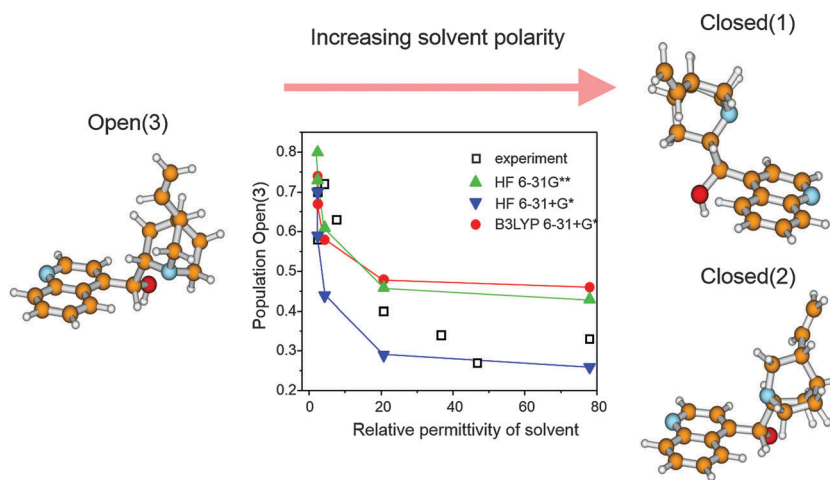 Increasing solvent polarity
Closed(1)
Open(3)
0.8
0.7
0.6
0.5
0.4
0.3
0.2
Population Open(3)
experiment
HF 6-31G**
HF 6-31+G*
B3LYP 6-31+G*
0
20
40
60
80
Relative permittivity of solvent
Closed(2)